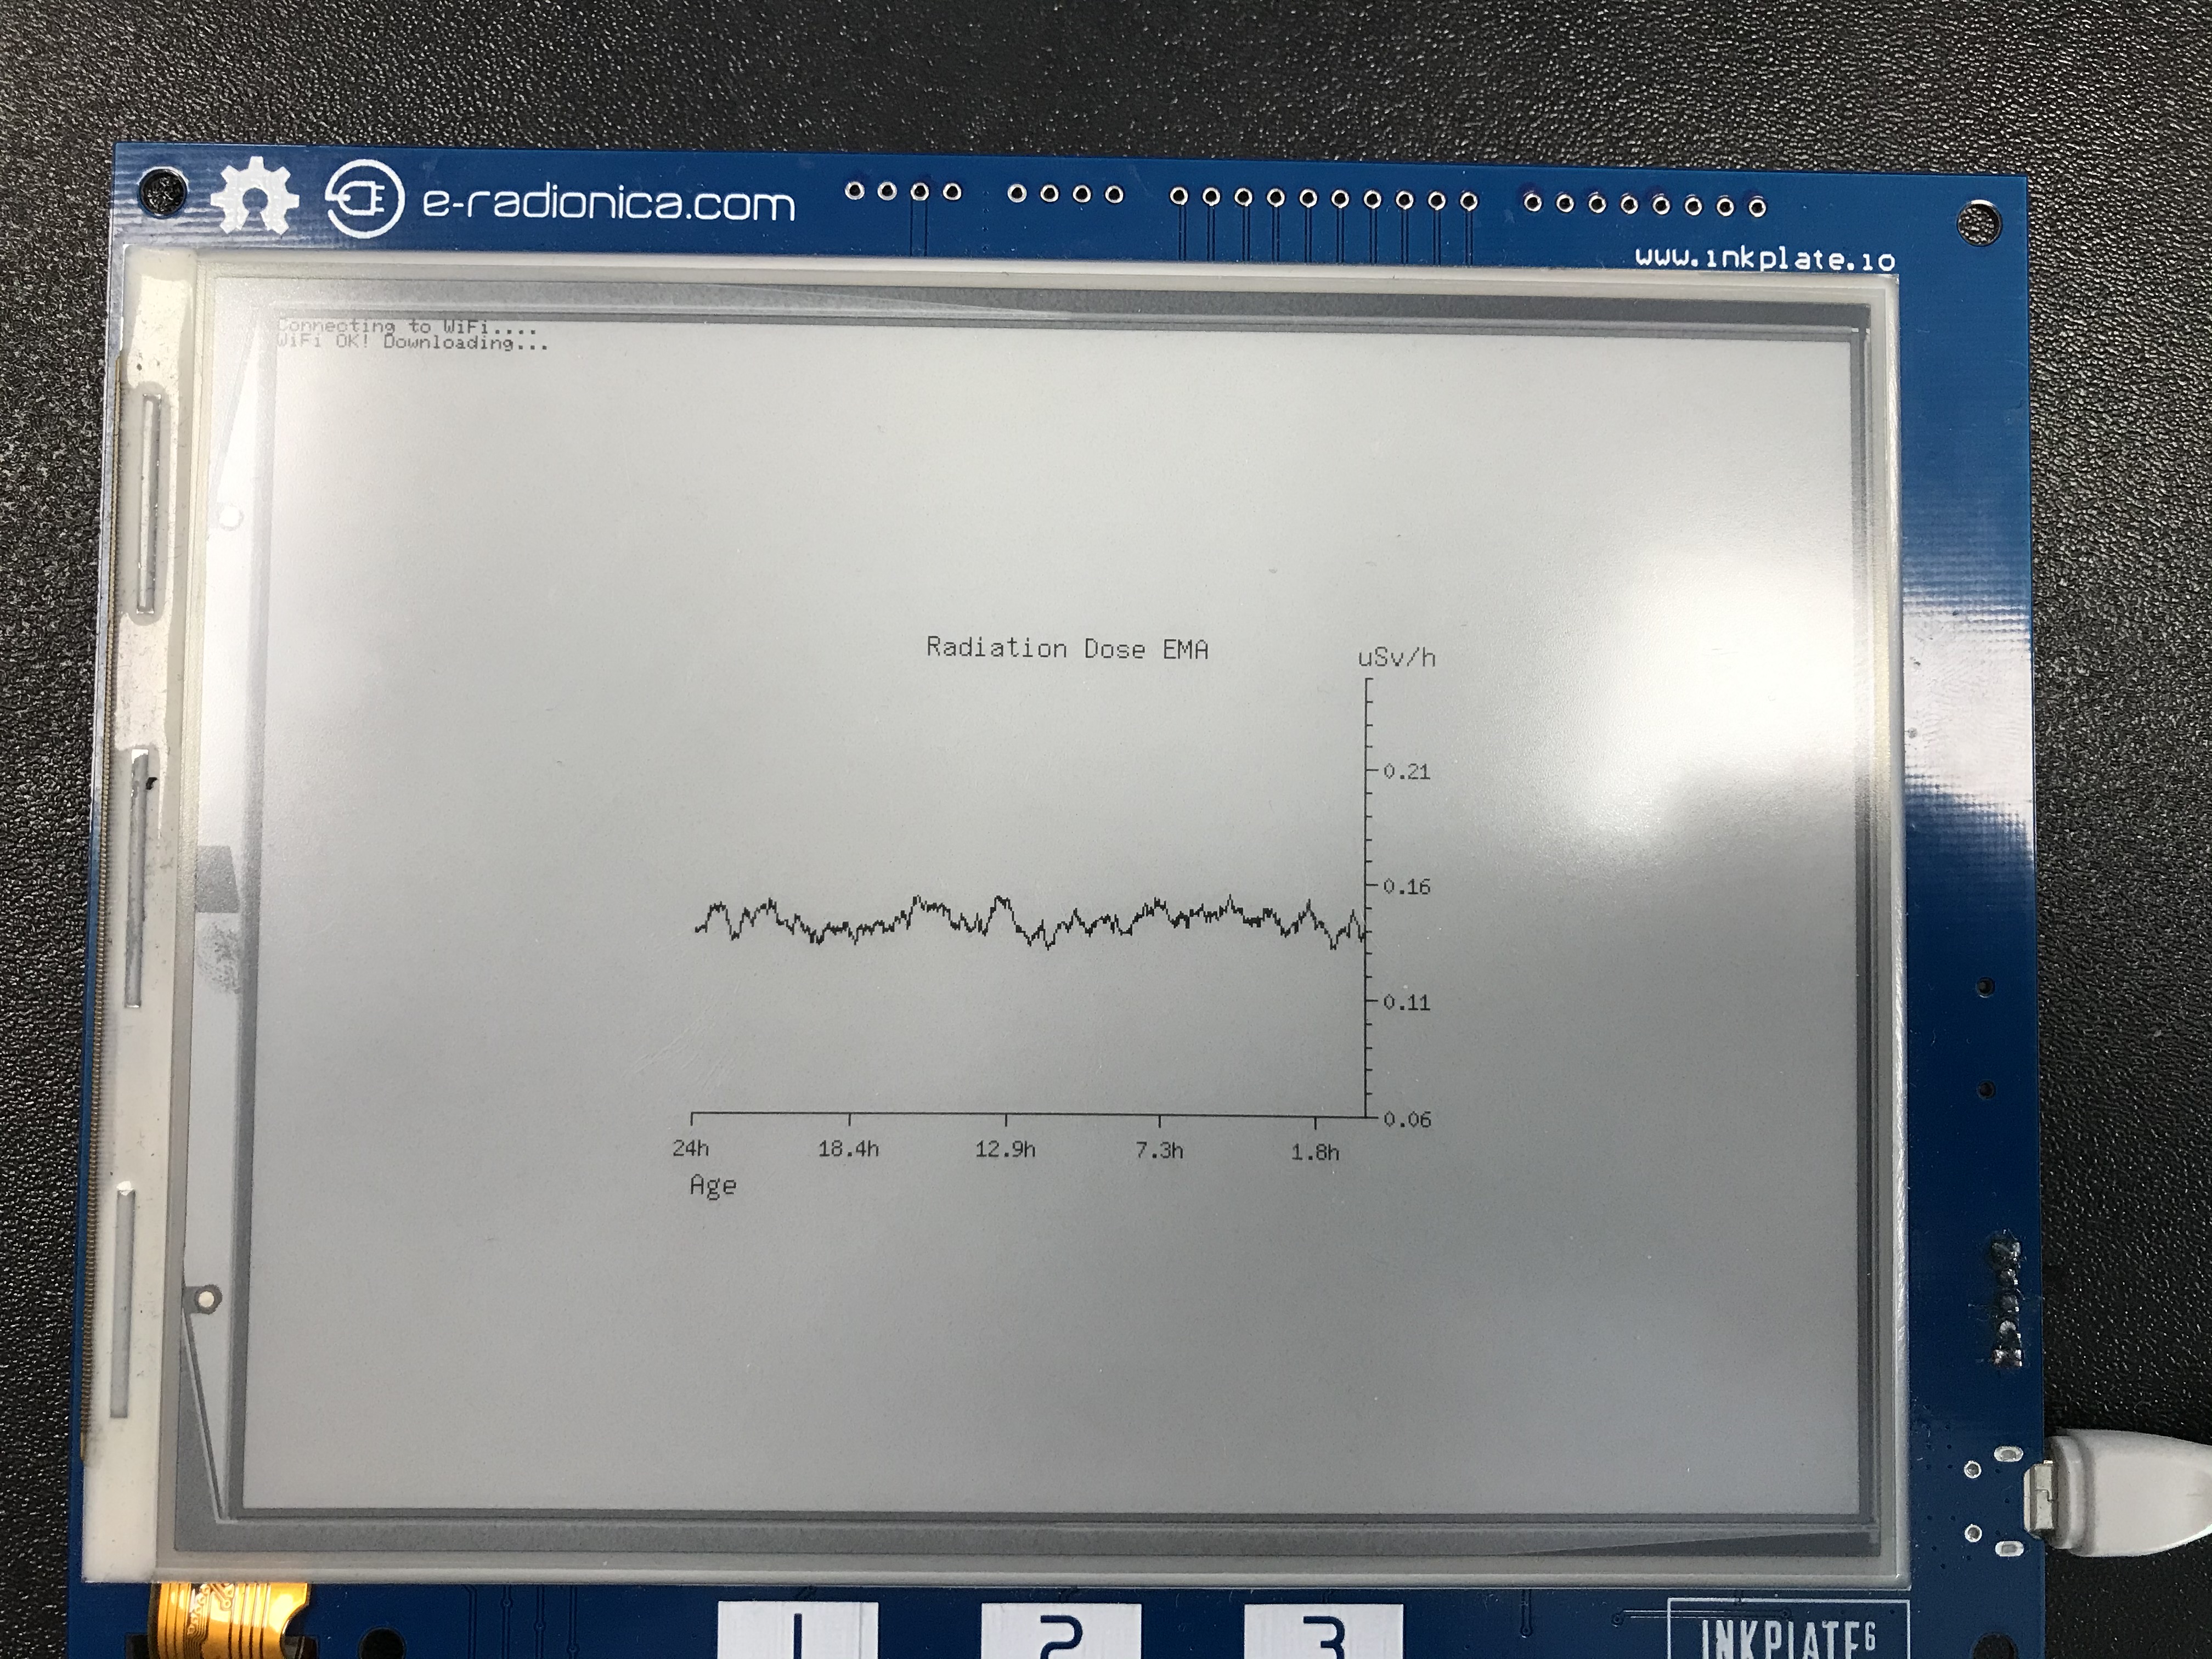 e-radionica.com
www.inkplate.io
Connecting to WiFi....
WiFi OK! Downloading...
Radiation Dose EMA
uSv/h
0.21
0.16
0.11
0.06
24h 18.4h 12.9h 7.3h 1.8h
Age
1 2 3
INKPLATE6